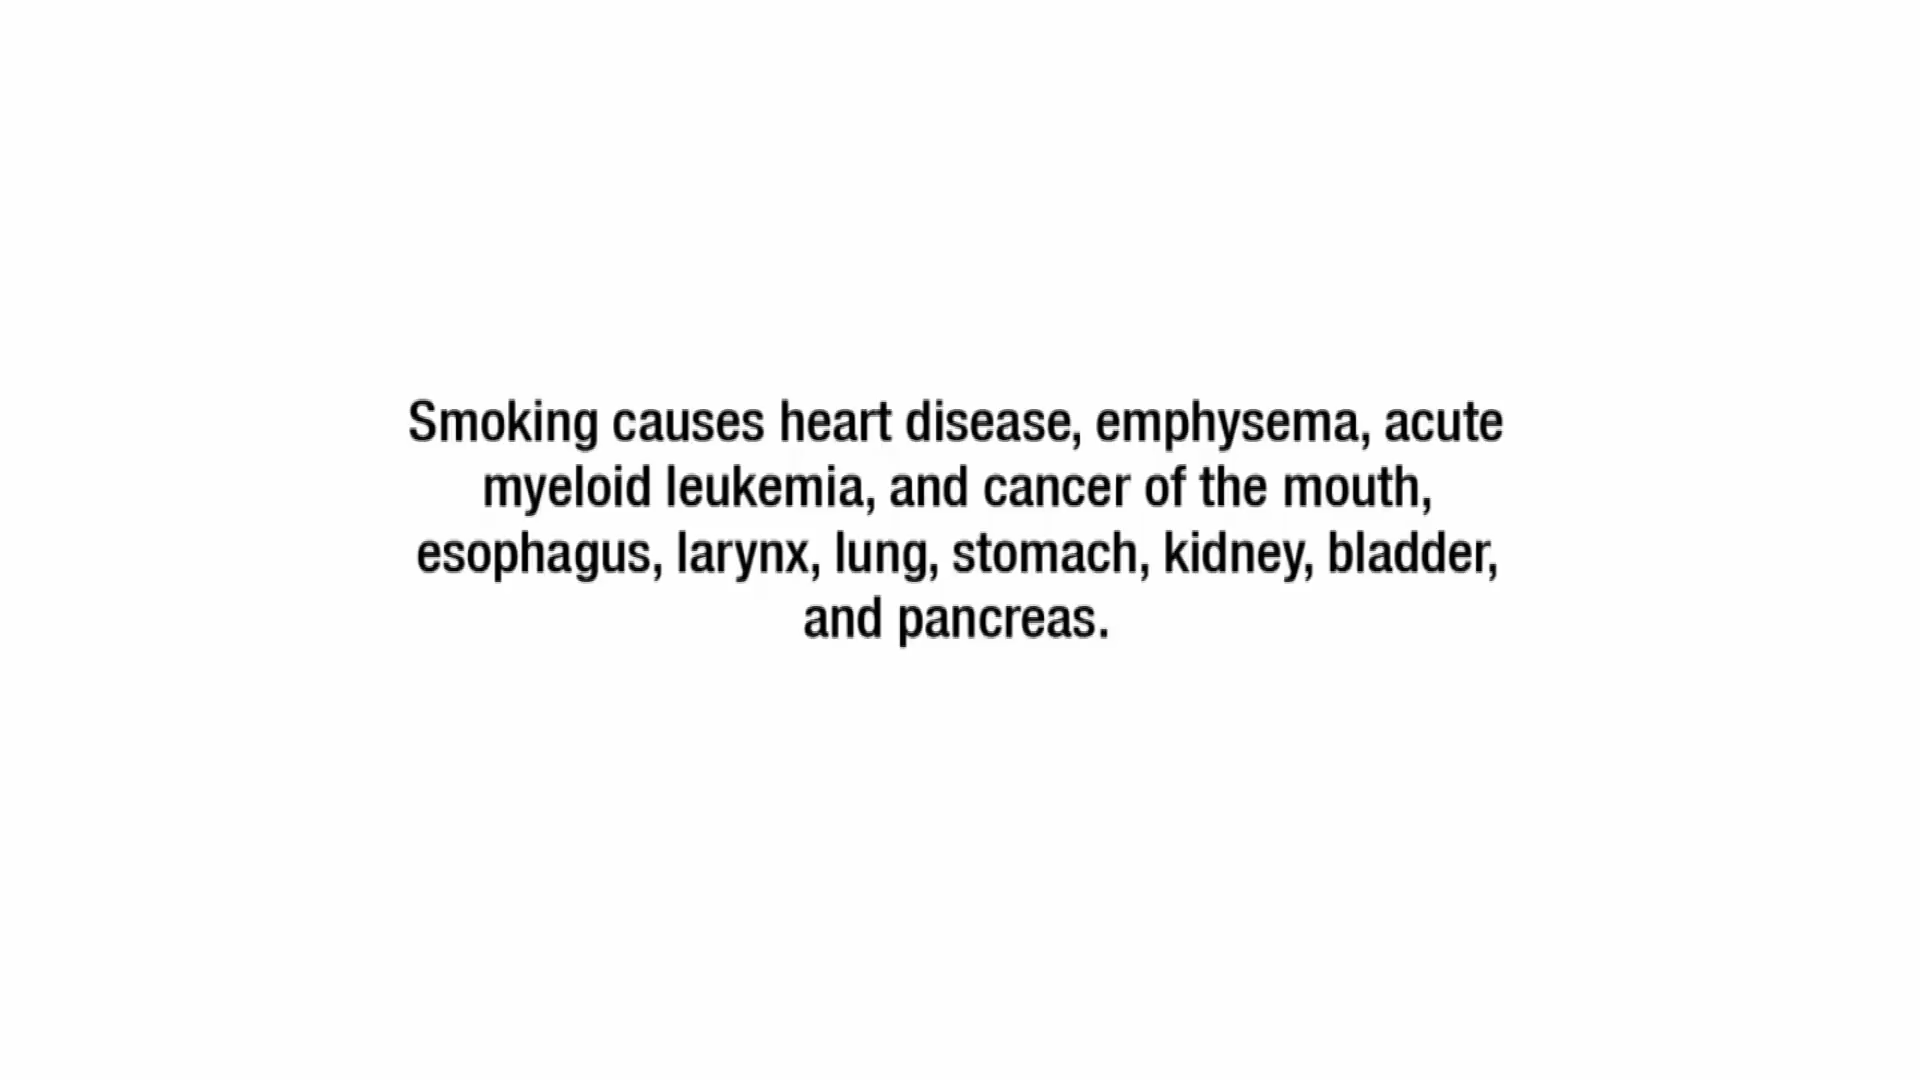 Smoking causes heart disease, emphysema, acute
myeloid leukemia, and cancer of the mouth,
esophagus, larynx, lung, stomach, kidney, bladder,
and pancreas.